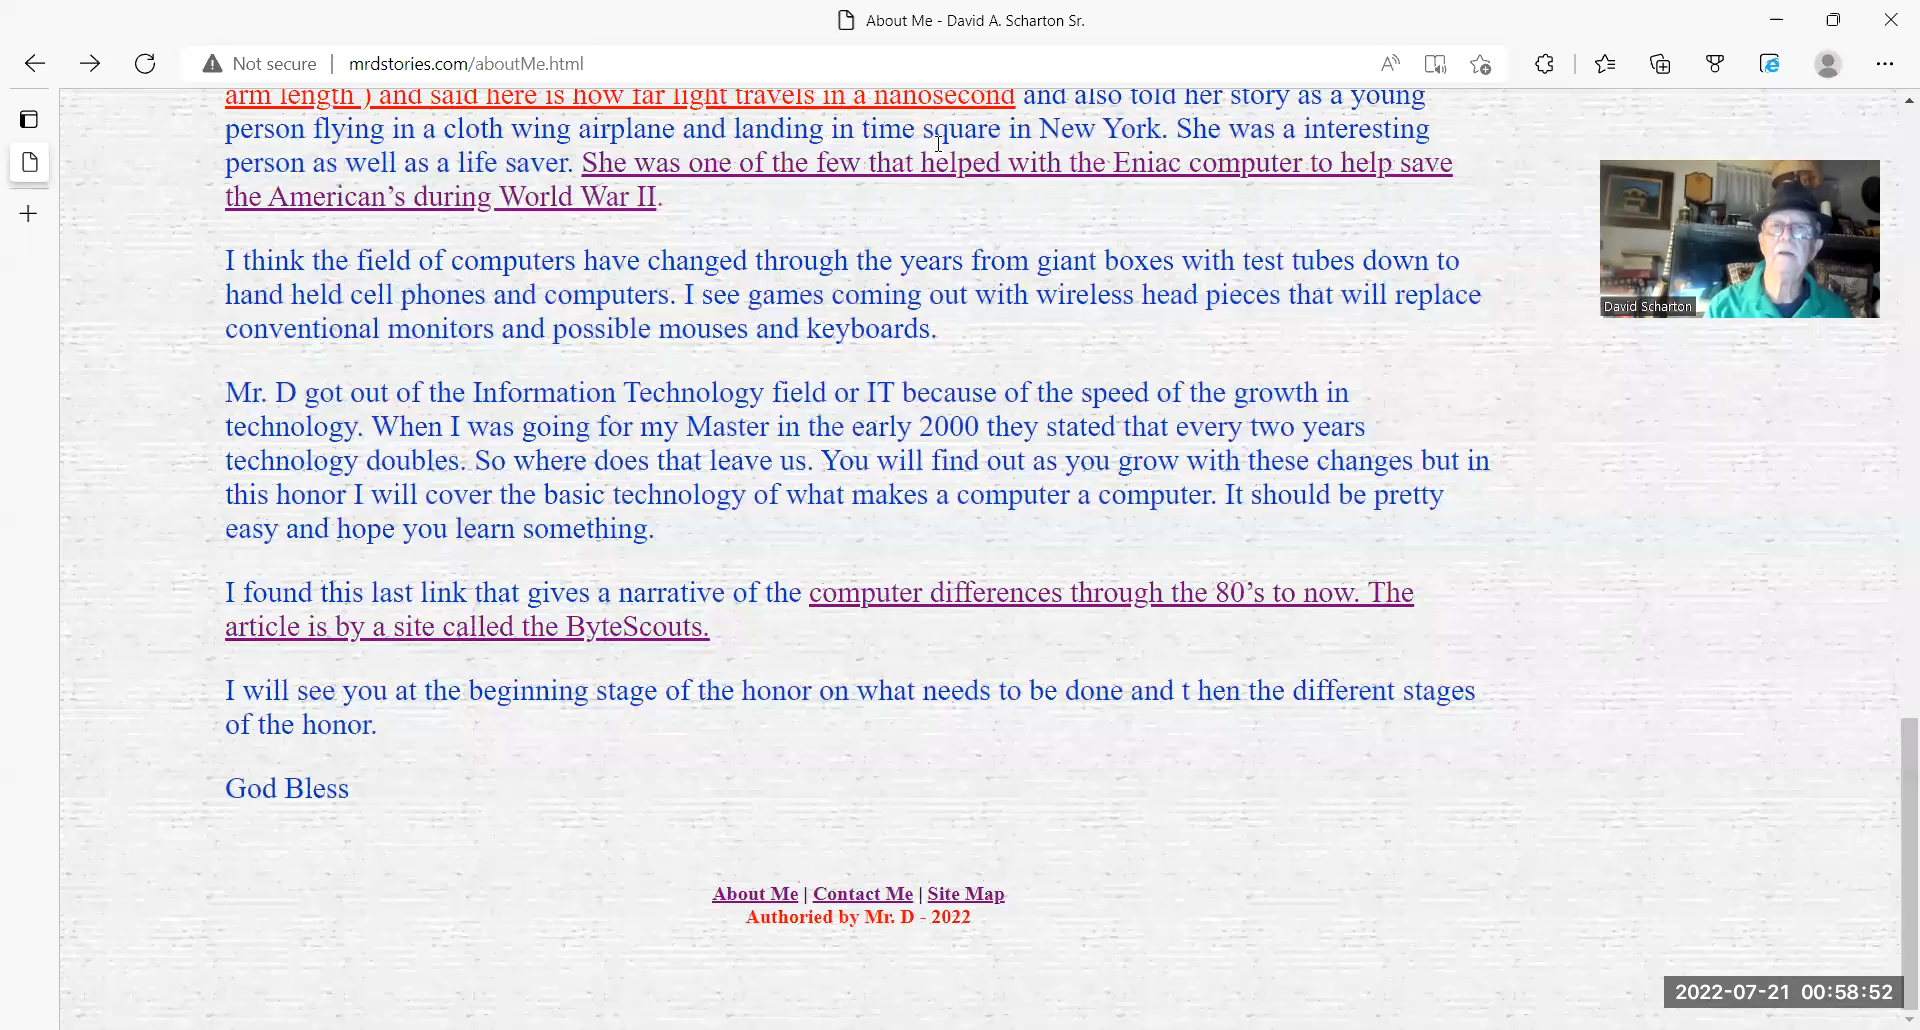 About Me - David A. Scharton Sr.
Not secure | mrdstories.com/aboutMe.html
arm length ) and said here is how far light travels in a nanosecond and also told her story as a young
person flying in a cloth wing airplane and landing in time square in New York. She was a interesting
person as well as a life saver. She was one of the few that helped with the Eniac computer to help save
the American’s during World War II.
I think the field of computers have changed through the years from giant boxes with test tubes down to
hand held cell phones and computers. I see games coming out with wireless head pieces that will replace
conventional monitors and possible mouses and keyboards.
Mr. D got out of the Information Technology field or IT because of the speed of the growth in
technology. When I was going for my Master in the early 2000 they stated that every two years
technology doubles. So where does that leave us. You will find out as you grow with these changes but in
this honor I will cover the basic technology of what makes a computer a computer. It should be pretty
easy and hope you learn something.
I found this last link that gives a narrative of the computer differences through the 80’s to now. The
article is by a site called the ByteScouts.
I will see you at the beginning stage of the honor on what needs to be done and t hen the different stages
of the honor.
God Bless
About Me | Contact Me | Site Map
Authoried by Mr. D - 2022
David Scharton
2022-07-21 00:58:52